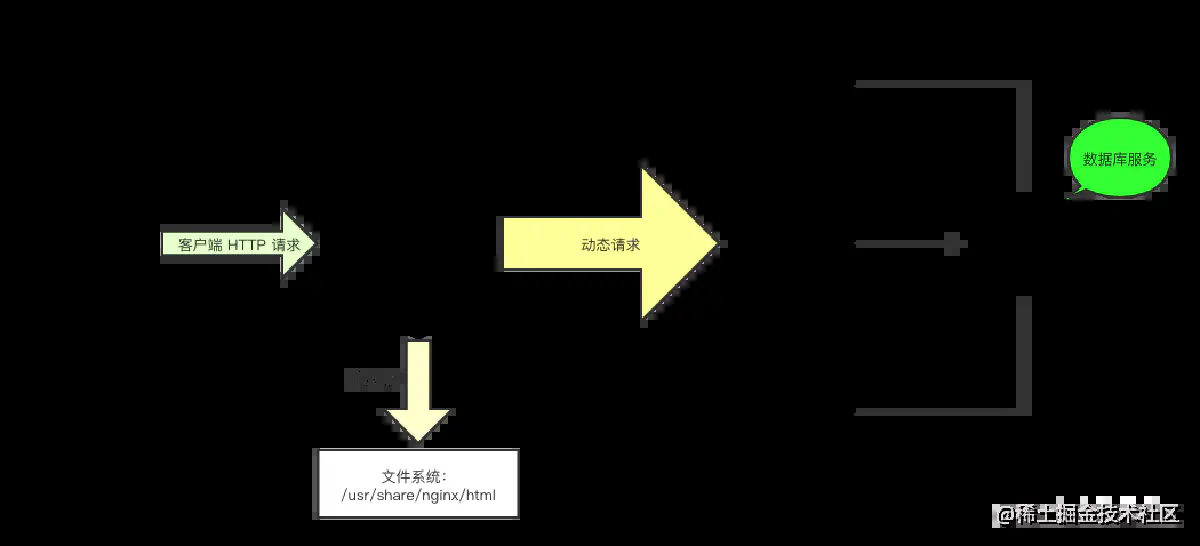 数据库服务
客户端 HTTP 请求
动态请求
文件系统：
/usr/share/nginx/html
@稀土掘金技术社区